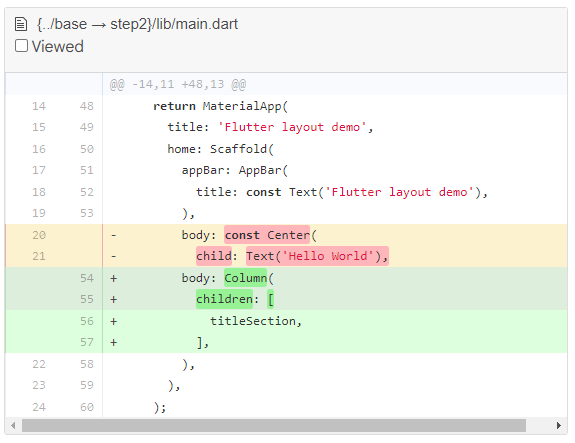 {../base → step2}/lib/main.dart
Viewed
@@ -14,11 +48,13 @@
14 48 return MaterialApp(
15 49 title: 'Flutter layout demo',
16 50 home: Scaffold(
17 51 appBar: AppBar(
18 52 title: const Text('Flutter layout demo'),
19 53 ),
20 - body: const Center(
21 - child: Text('Hello World'),
54 + body: Column(
55 + children: [
56 + titleSection,
57 + ],
22 58 ),
23 59 ),
24 60 );